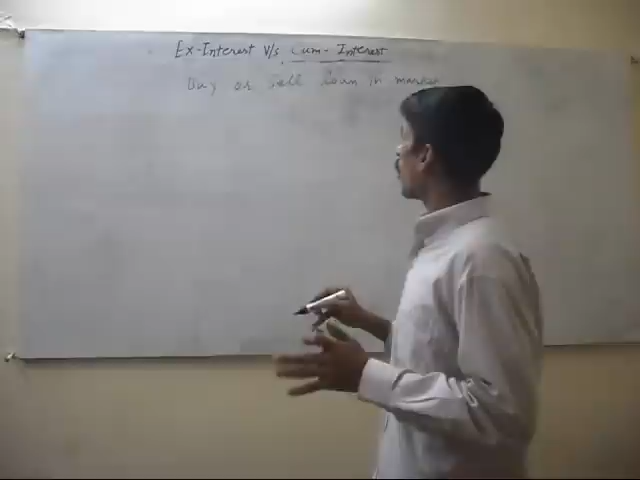 Ex-Interest V/s. Cum-Interest
Buy or Sell loan in market